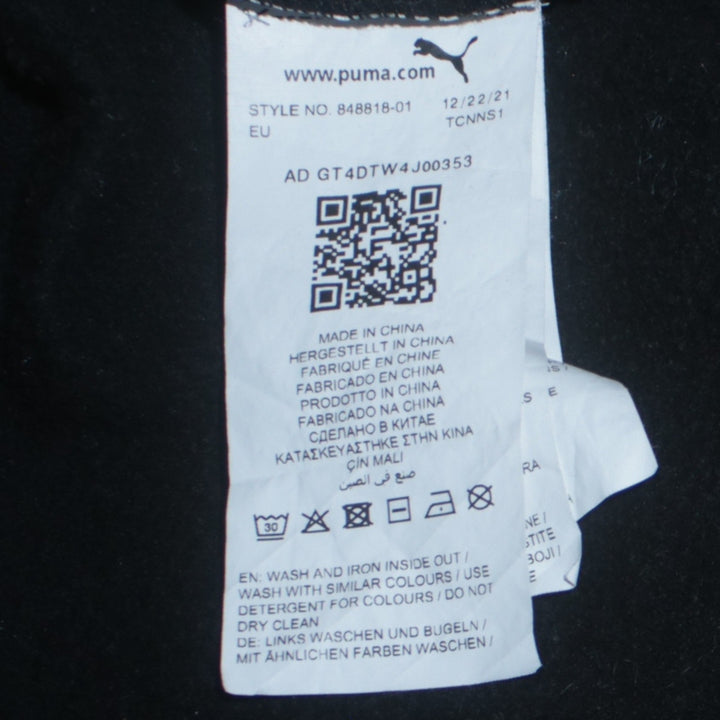 www.puma.com
STYLE NO. 848818-01 12/22/21
EU TCNNS1
AD GT4DTW4J00353
MADE IN CHINA
HERGESTELLT IN CHINA
FABRIQUÉ EN CHINE
FABRICADO EN CHINA
PRODOTTO IN CHINA
FABRICADO NA CHINA
СДЕЛАНО В КИТАЕ
ΚΑΤΑΣΚΕΥΑΣΤΗΚΕ ΣΤΗΝ ΚΙΝΑ
ÇİN MALI
صنع في الصين
30
EN: WASH AND IRON INSIDE OUT /
WASH WITH SIMILAR COLOURS / USE
DETERGENT FOR COLOURS / DO NOT
DRY CLEAN
DE: LINKS WASCHEN UND BUGELN /
MIT ÄHNLICHEN FARBEN WASCHEN /